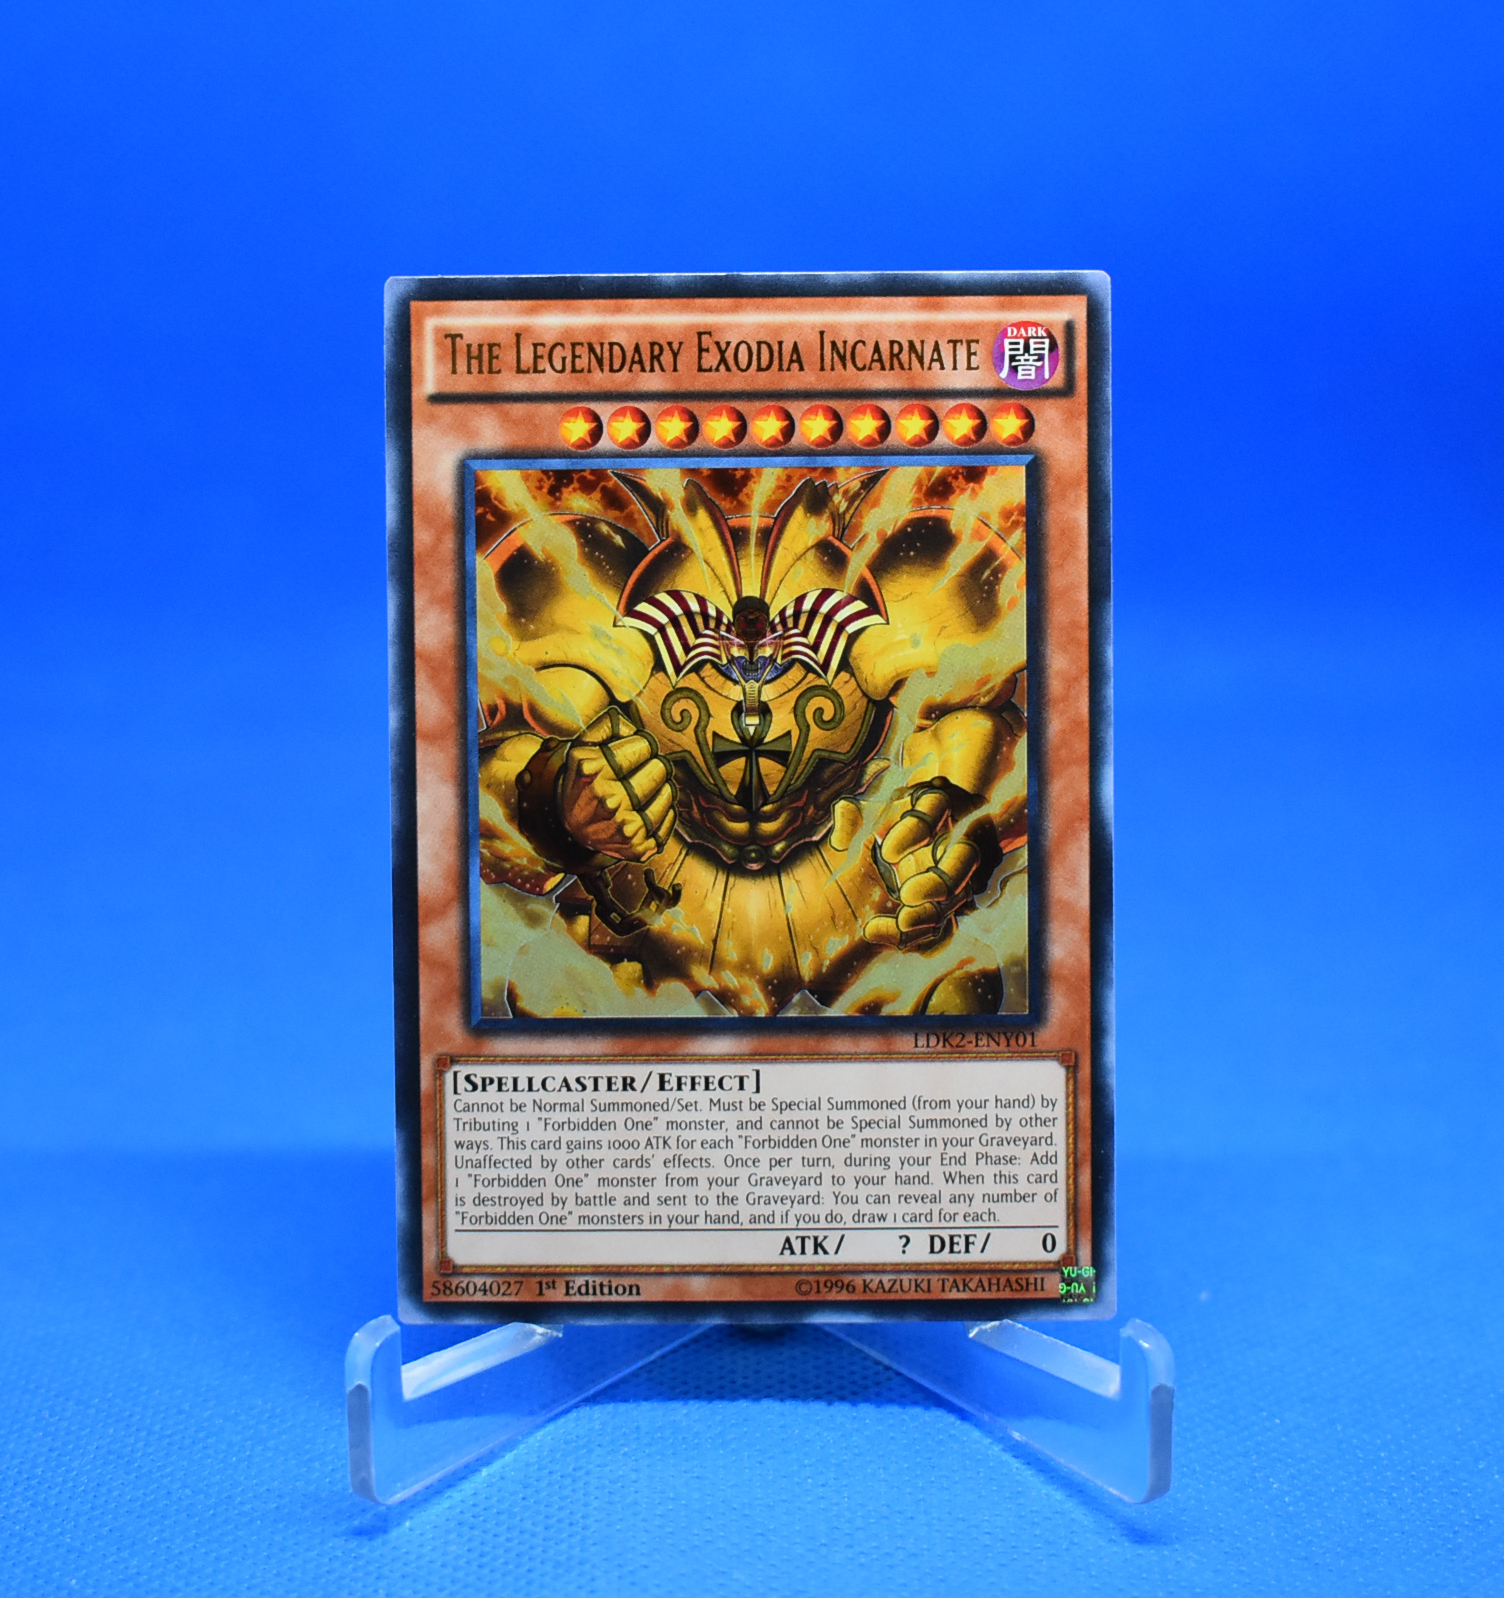 THE LEGENDARY EXODIA INCARNATE
DARK
闇
LDK2-ENY01
[SPELLCASTER/EFFECT]
Cannot be Normal Summoned/Set. Must be Special Summoned (from your hand) by
Tributing 1 "Forbidden One" monster, and cannot be Special Summoned by other
ways. This card gains 1000 ATK for each "Forbidden One" monster in your Graveyard.
Unaffected by other cards' effects. Once per turn, during your End Phase: Add
1 "Forbidden One" monster from your Graveyard to your hand. When this card
is destroyed by battle and sent to the Graveyard: You can reveal any number of
"Forbidden One" monsters in your hand, and if you do, draw 1 card for each.
ATK/ ? DEF/ 0
58604027 1st Edition ©1996 KAZUKI TAKAHASHI